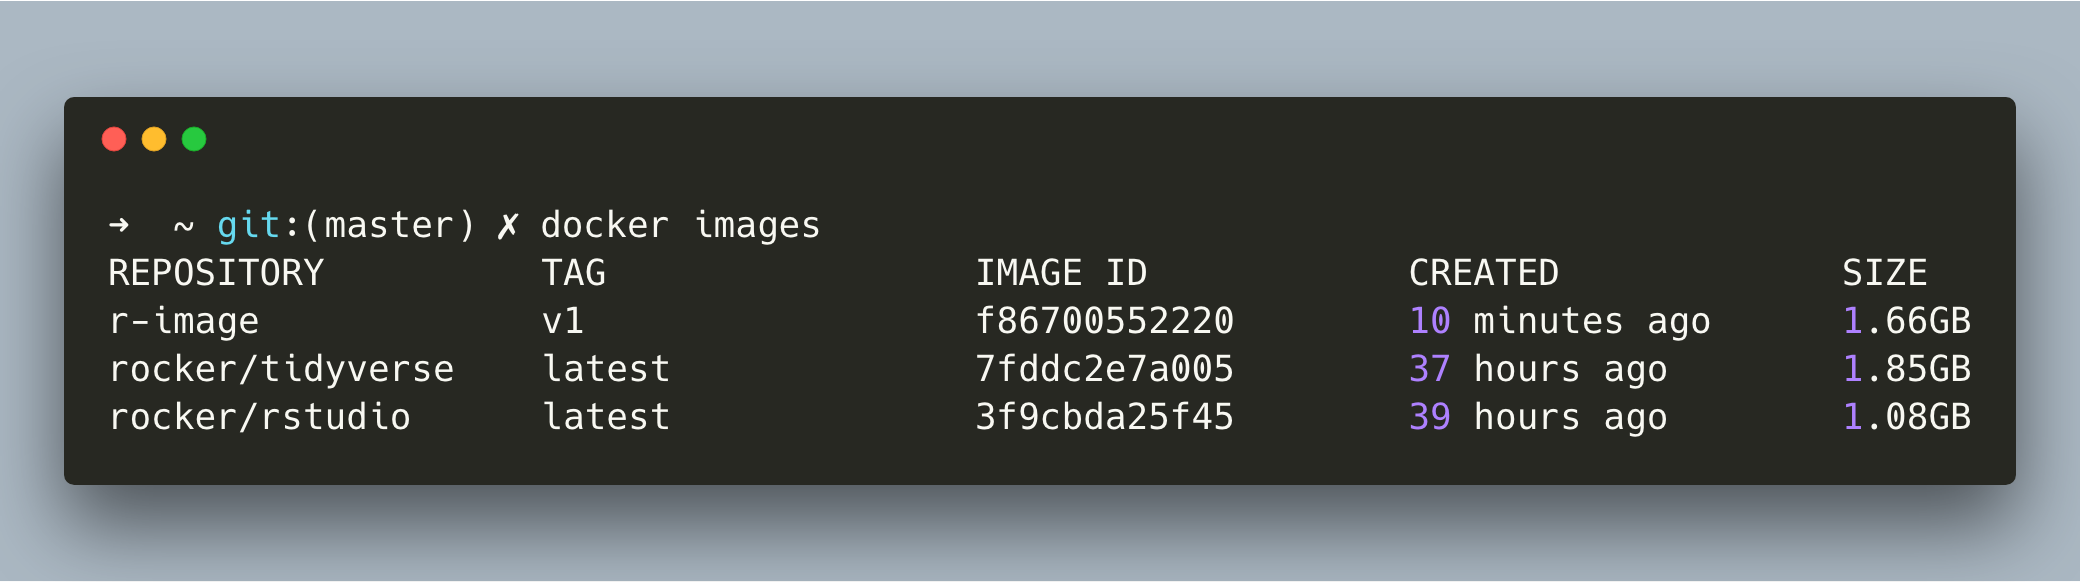 ➜  ~ git:(master) ✗ docker images
REPOSITORY          TAG                 IMAGE ID            CREATED             SIZE
r-image             v1                  f86700552220        10 minutes ago      1.66GB
rocker/tidyverse    latest              7fddc2e7a005        37 hours ago        1.85GB
rocker/rstudio      latest              3f9cbda25f45        39 hours ago        1.08GB